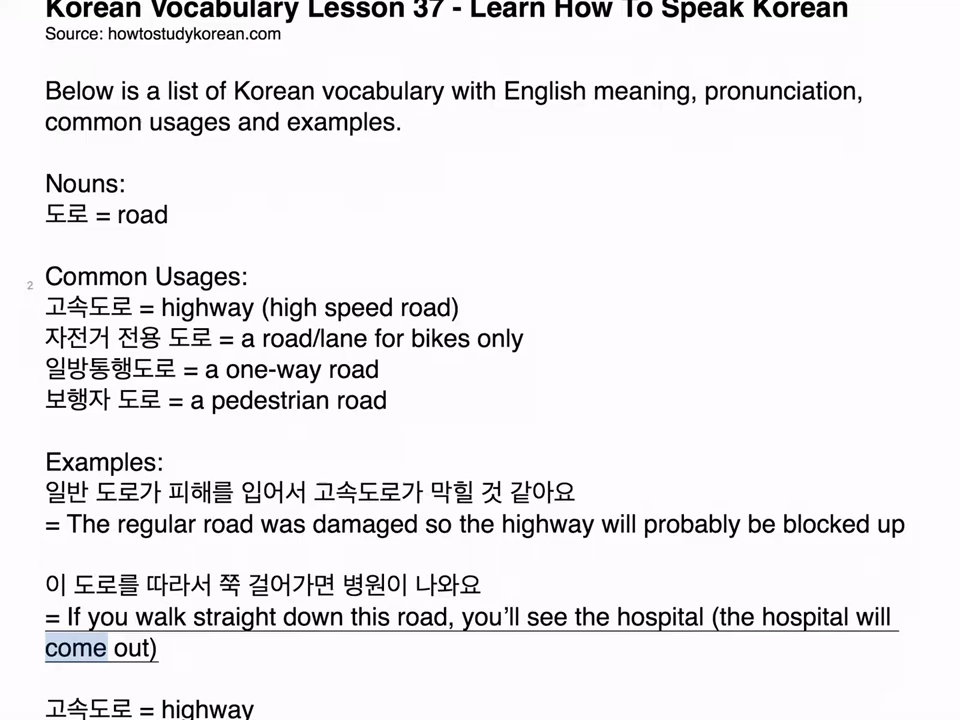 Korean Vocabulary Lesson 37 - Learn How To Speak Korean
Source: howtostudykorean.com
Below is a list of Korean vocabulary with English meaning, pronunciation,
common usages and examples.
Nouns:
도로 = road
2
Common Usages:
고속도로 = highway (high speed road)
자전거 전용 도로 = a road/lane for bikes only
일방통행도로 = a one-way road
보행자 도로 = a pedestrian road
Examples:
일반 도로가 피해를 입어서 고속도로가 막힐 것 같아요
= The regular road was damaged so the highway will probably be blocked up
이 도로를 따라서 쭉 걸어가면 병원이 나와요
= If you walk straight down this road, you’ll see the hospital (the hospital will
come out)
고속도로 = highway